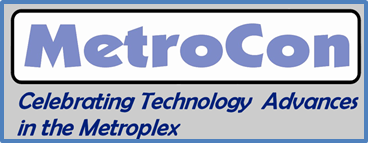 MetroCon
Celebrating Technology Advances
in the Metroplex